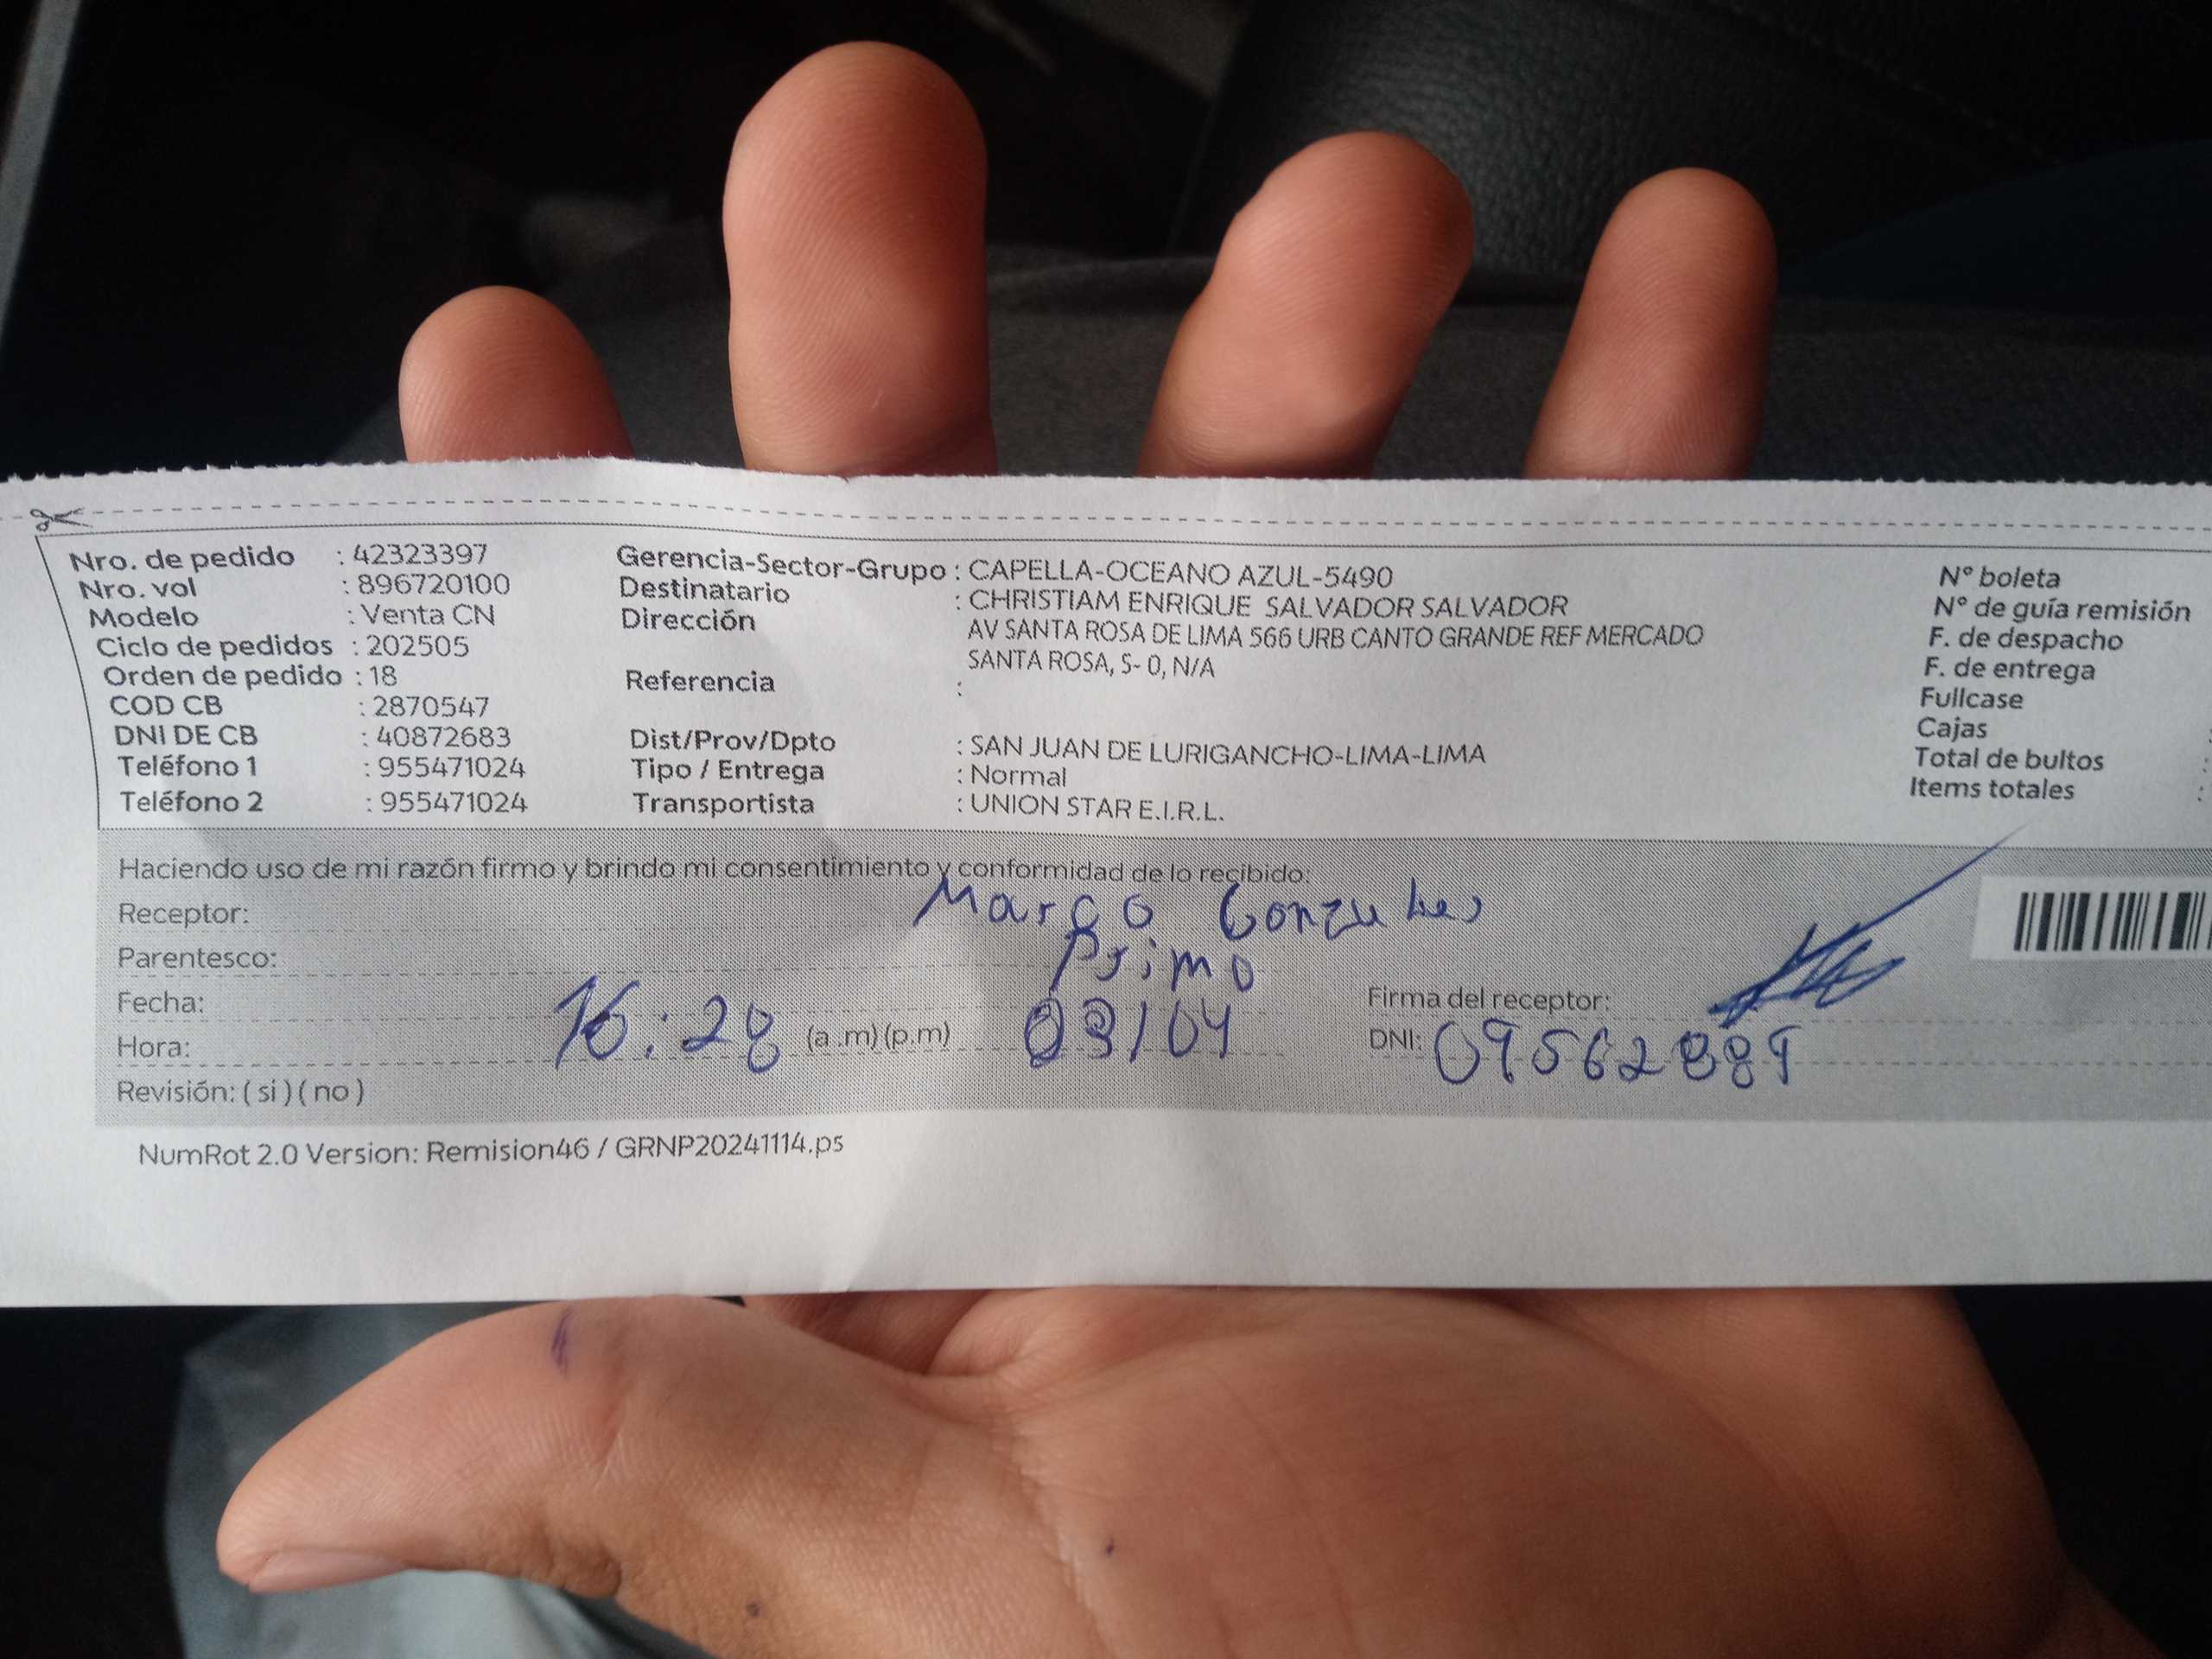 Nro. de pedido : 42323397
Nro. vol : 896720100
Modelo : Venta CN
Ciclo de pedidos : 202505
Orden de pedido : 18
COD CB : 2870547
DNI DE CB : 40872683
Teléfono 1 : 955471024
Teléfono 2 : 955471024
Gerencia-Sector-Grupo : CAPELLA-OCEANO AZUL-5490
Destinatario : CHRISTIAM ENRIQUE SALVADOR SALVADOR
Dirección AV SANTA ROSA DE LIMA 566 URB CANTO GRANDE REF MERCADO
SANTA ROSA, S- 0, N/A
Referencia :
Dist/Prov/Dpto : SAN JUAN DE LURIGANCHO-LIMA-LIMA
Tipo / Entrega : Normal
Transportista : UNION STAR E.I.R.L.
N° boleta
N° de guía remisión
F. de despacho
F. de entrega
Fullcase
Cajas :
Total de bultos :
Items totales :
Haciendo uso de mi razón firmo y brindo mi consentimiento y conformidad de lo recibido:
Receptor: Marco
Parentesco: Primo
Fecha: 03/04
Firma del receptor:
Hora: 16:28 (a.m)(p.m)
DNI: 09562889
Revisión: ( si ) ( no )
NumRot 2.0 Version: Remision46 / GRNP20241114.ps